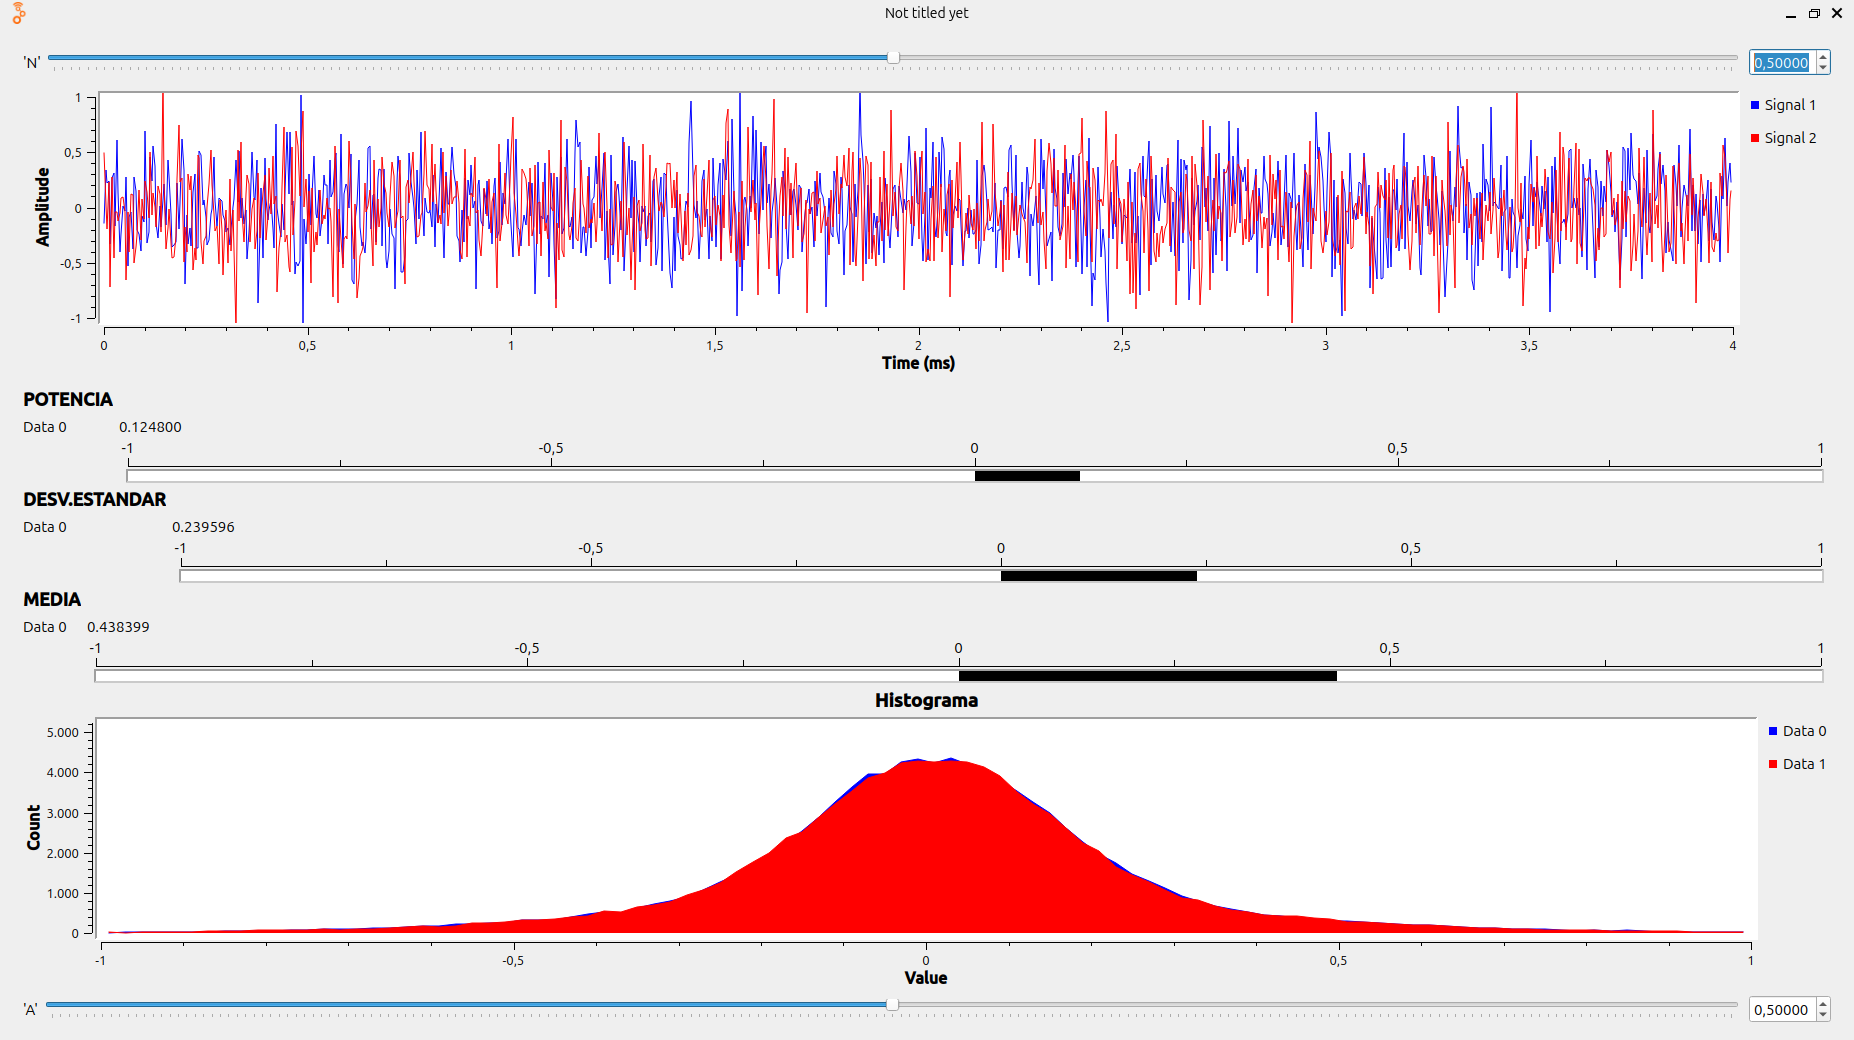 Not titled yet
'N'
0,50000
1
0,5
0
-0,5
-1
Amplitude
Signal 1
Signal 2
0 0,5 1 1,5 2 2,5 3 3,5 4
Time (ms)
POTENCIA
Data 0 0.124800
-1 -0,5 0 0,5 1
DESV.ESTANDAR
Data 0 0.239596
-1 -0,5 0 0,5 1
MEDIA
Data 0 0.438399
-1 -0,5 0 0,5 1
Histograma
5.000
4.000
3.000
2.000
1.000
0
Count
Data 0
Data 1
-1 -0,5 0 0,5 1
Value
'A'
0,50000